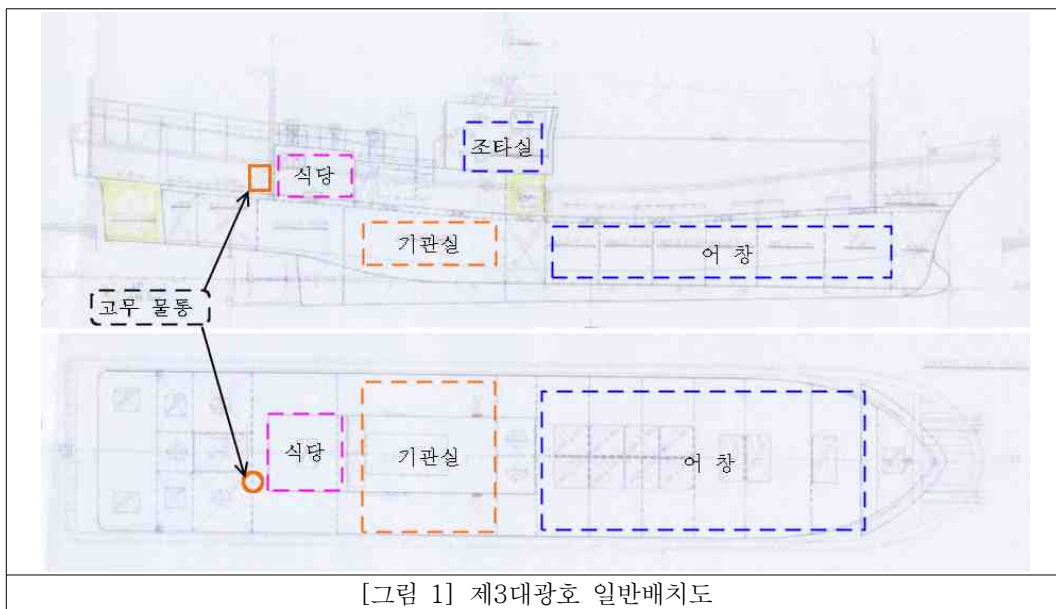 조타실
식당
기관실
어 창
고무 물통
식당
기관실
어 창
[그림 1] 제3대광호 일반배치도